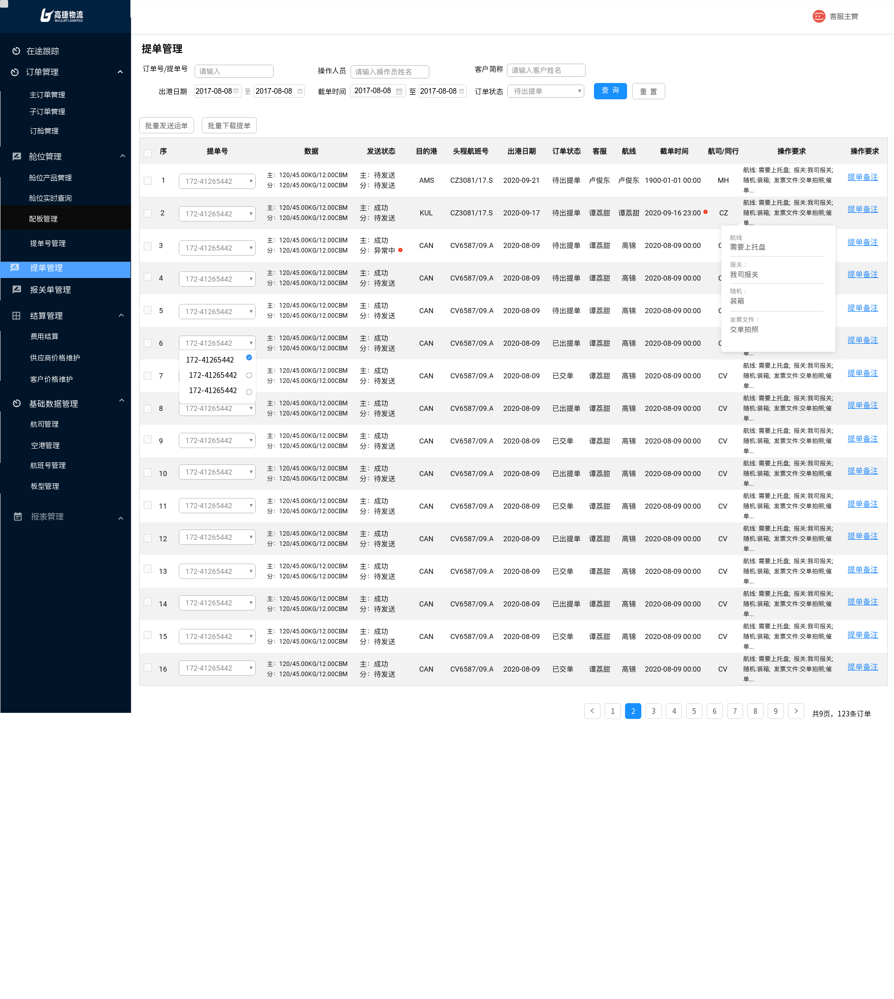 高捷物流
GOLDJET LOGISTICS
客服主管
在途跟踪
订单管理
主订单管理
子订单管理
订舱管理
舱位管理
舱位产品管理
舱位实时查询
配板管理
提单号管理
提单管理
报关单管理
结算管理
费用结算
供应商价格维护
客户价格维护
基础数据管理
航司管理
空港管理
航班号管理
板型管理
报表管理
提单管理
订单号/提单号 请输入 操作人员 请输入操作员姓名 客户简称 请输入客户姓名
出港日期 2017-08-08 至 2017-08-08 截单时间 2017-08-08 至 2017-08-08 订单状态 待出提单 查 询 重 置
批量发送运单 批量下载提单
序 提单号 数据 发送状态 目的港 头程航班号 出港日期 订单状态 客服 航线 截单时间 航司/同行 操作要求 操作要求
主：120/45.00KG/12.00CBM 主：待发送 航线: 需要上托盘; 报关:我司报关;
1 172-41265442 AMS CZ3081/17.S 2020-09-21 待出提单 卢俊东 卢俊东 1900-01-01 00:00 MH 随机:装箱; 发票文件:交单拍照;催 提单备注
分：120/45.00KG/12.00CBM 分：待发送 单...
主：120/45.00KG/12.00CBM 主：成功 航线: 需要上托盘; 报关:我司报关;
2 172-41265442 KUL CZ3081/17.S 2020-09-17 待出提单 谭荔甜 谭荔甜 2020-09-16 23:00 CZ 随机:装箱; 发票文件:交单拍照;催 提单备注
分：120/45.00KG/12.00CBM 分：待发送 单...
主：120/45.00KG/12.00CBM 主：成功
3 172-41265442 CAN CV6587/09.A 2020-08-09 待出提单 谭荔甜 高锦 2020-08-09 00:00 提单备注
分：120/45.00KG/12.00CBM 分：异常中
主：120/45.00KG/12.00CBM 主：成功
4 172-41265442 CAN CV6587/09.A 2020-08-09 待出提单 谭荔甜 高锦 2020-08-09 00:00 提单备注
分：120/45.00KG/12.00CBM 分：待发送
主：120/45.00KG/12.00CBM 主：成功
5 172-41265442 CAN CV6587/09.A 2020-08-09 待出提单 谭荔甜 高锦 2020-08-09 00:00 提单备注
分：120/45.00KG/12.00CBM 分：待发送
主：120/45.00KG/12.00CBM 主：成功
6 172-41265442 CAN CV6587/09.A 2020-08-09 已出提单 谭荔甜 高锦 2020-08-09 00:00 提单备注
分：120/45.00KG/12.00CBM 分：待发送 单...
航线
需要上托盘
报关：
我司报关
随机：
装箱
发票文件：
交单拍照
172-41265442
172-41265442
172-41265442
主：120/45.00KG/12.00CBM 主：成功 航线: 需要上托盘; 报关:我司报关;
7 CAN CV6587/09.A 2020-08-09 已交单 谭荔甜 高锦 2020-08-09 00:00 CV 随机:装箱; 发票文件:交单拍照;催 提单备注
分：120/45.00KG/12.00CBM 分：待发送 单...
主：120/45.00KG/12.00CBM 主：成功 航线: 需要上托盘; 报关:我司报关;
8 172-41265442 CAN CV6587/09.A 2020-08-09 已出提单 谭荔甜 高锦 2020-08-09 00:00 CV 随机:装箱; 发票文件:交单拍照;催 提单备注
分：120/45.00KG/12.00CBM 分：待发送 单...
主：120/45.00KG/12.00CBM 主：成功 航线: 需要上托盘; 报关:我司报关;
9 172-41265442 CAN CV6587/09.A 2020-08-09 已交单 谭荔甜 高锦 2020-08-09 00:00 CV 随机:装箱; 发票文件:交单拍照;催 提单备注
分：120/45.00KG/12.00CBM 分：待发送 单...
主：120/45.00KG/12.00CBM 主：成功 航线: 需要上托盘; 报关:我司报关;
10 172-41265442 CAN CV6587/09.A 2020-08-09 已出提单 谭荔甜 高锦 2020-08-09 00:00 CV 随机:装箱; 发票文件:交单拍照;催 提单备注
分：120/45.00KG/12.00CBM 分：待发送 单...
主：120/45.00KG/12.00CBM 主：成功 航线: 需要上托盘; 报关:我司报关;
11 172-41265442 CAN CV6587/09.A 2020-08-09 已交单 谭荔甜 高锦 2020-08-09 00:00 CV 随机:装箱; 发票文件:交单拍照;催 提单备注
分：120/45.00KG/12.00CBM 分：待发送 单...
主：120/45.00KG/12.00CBM 主：成功 航线: 需要上托盘; 报关:我司报关;
12 172-41265442 CAN CV6587/09.A 2020-08-09 已出提单 谭荔甜 高锦 2020-08-09 00:00 CV 随机:装箱; 发票文件:交单拍照;催 提单备注
分：120/45.00KG/12.00CBM 分：待发送 单...
主：120/45.00KG/12.00CBM 主：成功 航线: 需要上托盘; 报关:我司报关;
13 172-41265442 CAN CV6587/09.A 2020-08-09 已交单 谭荔甜 高锦 2020-08-09 00:00 CV 随机:装箱; 发票文件:交单拍照;催 提单备注
分：120/45.00KG/12.00CBM 分：待发送 单...
主：120/45.00KG/12.00CBM 主：成功 航线: 需要上托盘; 报关:我司报关;
14 172-41265442 CAN CV6587/09.A 2020-08-09 已出提单 谭荔甜 高锦 2020-08-09 00:00 CV 随机:装箱; 发票文件:交单拍照;催 提单备注
分：120/45.00KG/12.00CBM 分：待发送 单...
主：120/45.00KG/12.00CBM 主：成功 航线: 需要上托盘; 报关:我司报关;
15 172-41265442 CAN CV6587/09.A 2020-08-09 已交单 谭荔甜 高锦 2020-08-09 00:00 CV 随机:装箱; 发票文件:交单拍照;催 提单备注
分：120/45.00KG/12.00CBM 分：待发送 单...
主：120/45.00KG/12.00CBM 主：成功 航线: 需要上托盘; 报关:我司报关;
16 172-41265442 CAN CV6587/09.A 2020-08-09 已交单 谭荔甜 高锦 2020-08-09 00:00 CV 随机:装箱; 发票文件:交单拍照;催 提单备注
分：120/45.00KG/12.00CBM 分：待发送 单...
1 2 3 4 5 6 7 8 9 共9页，123条订单